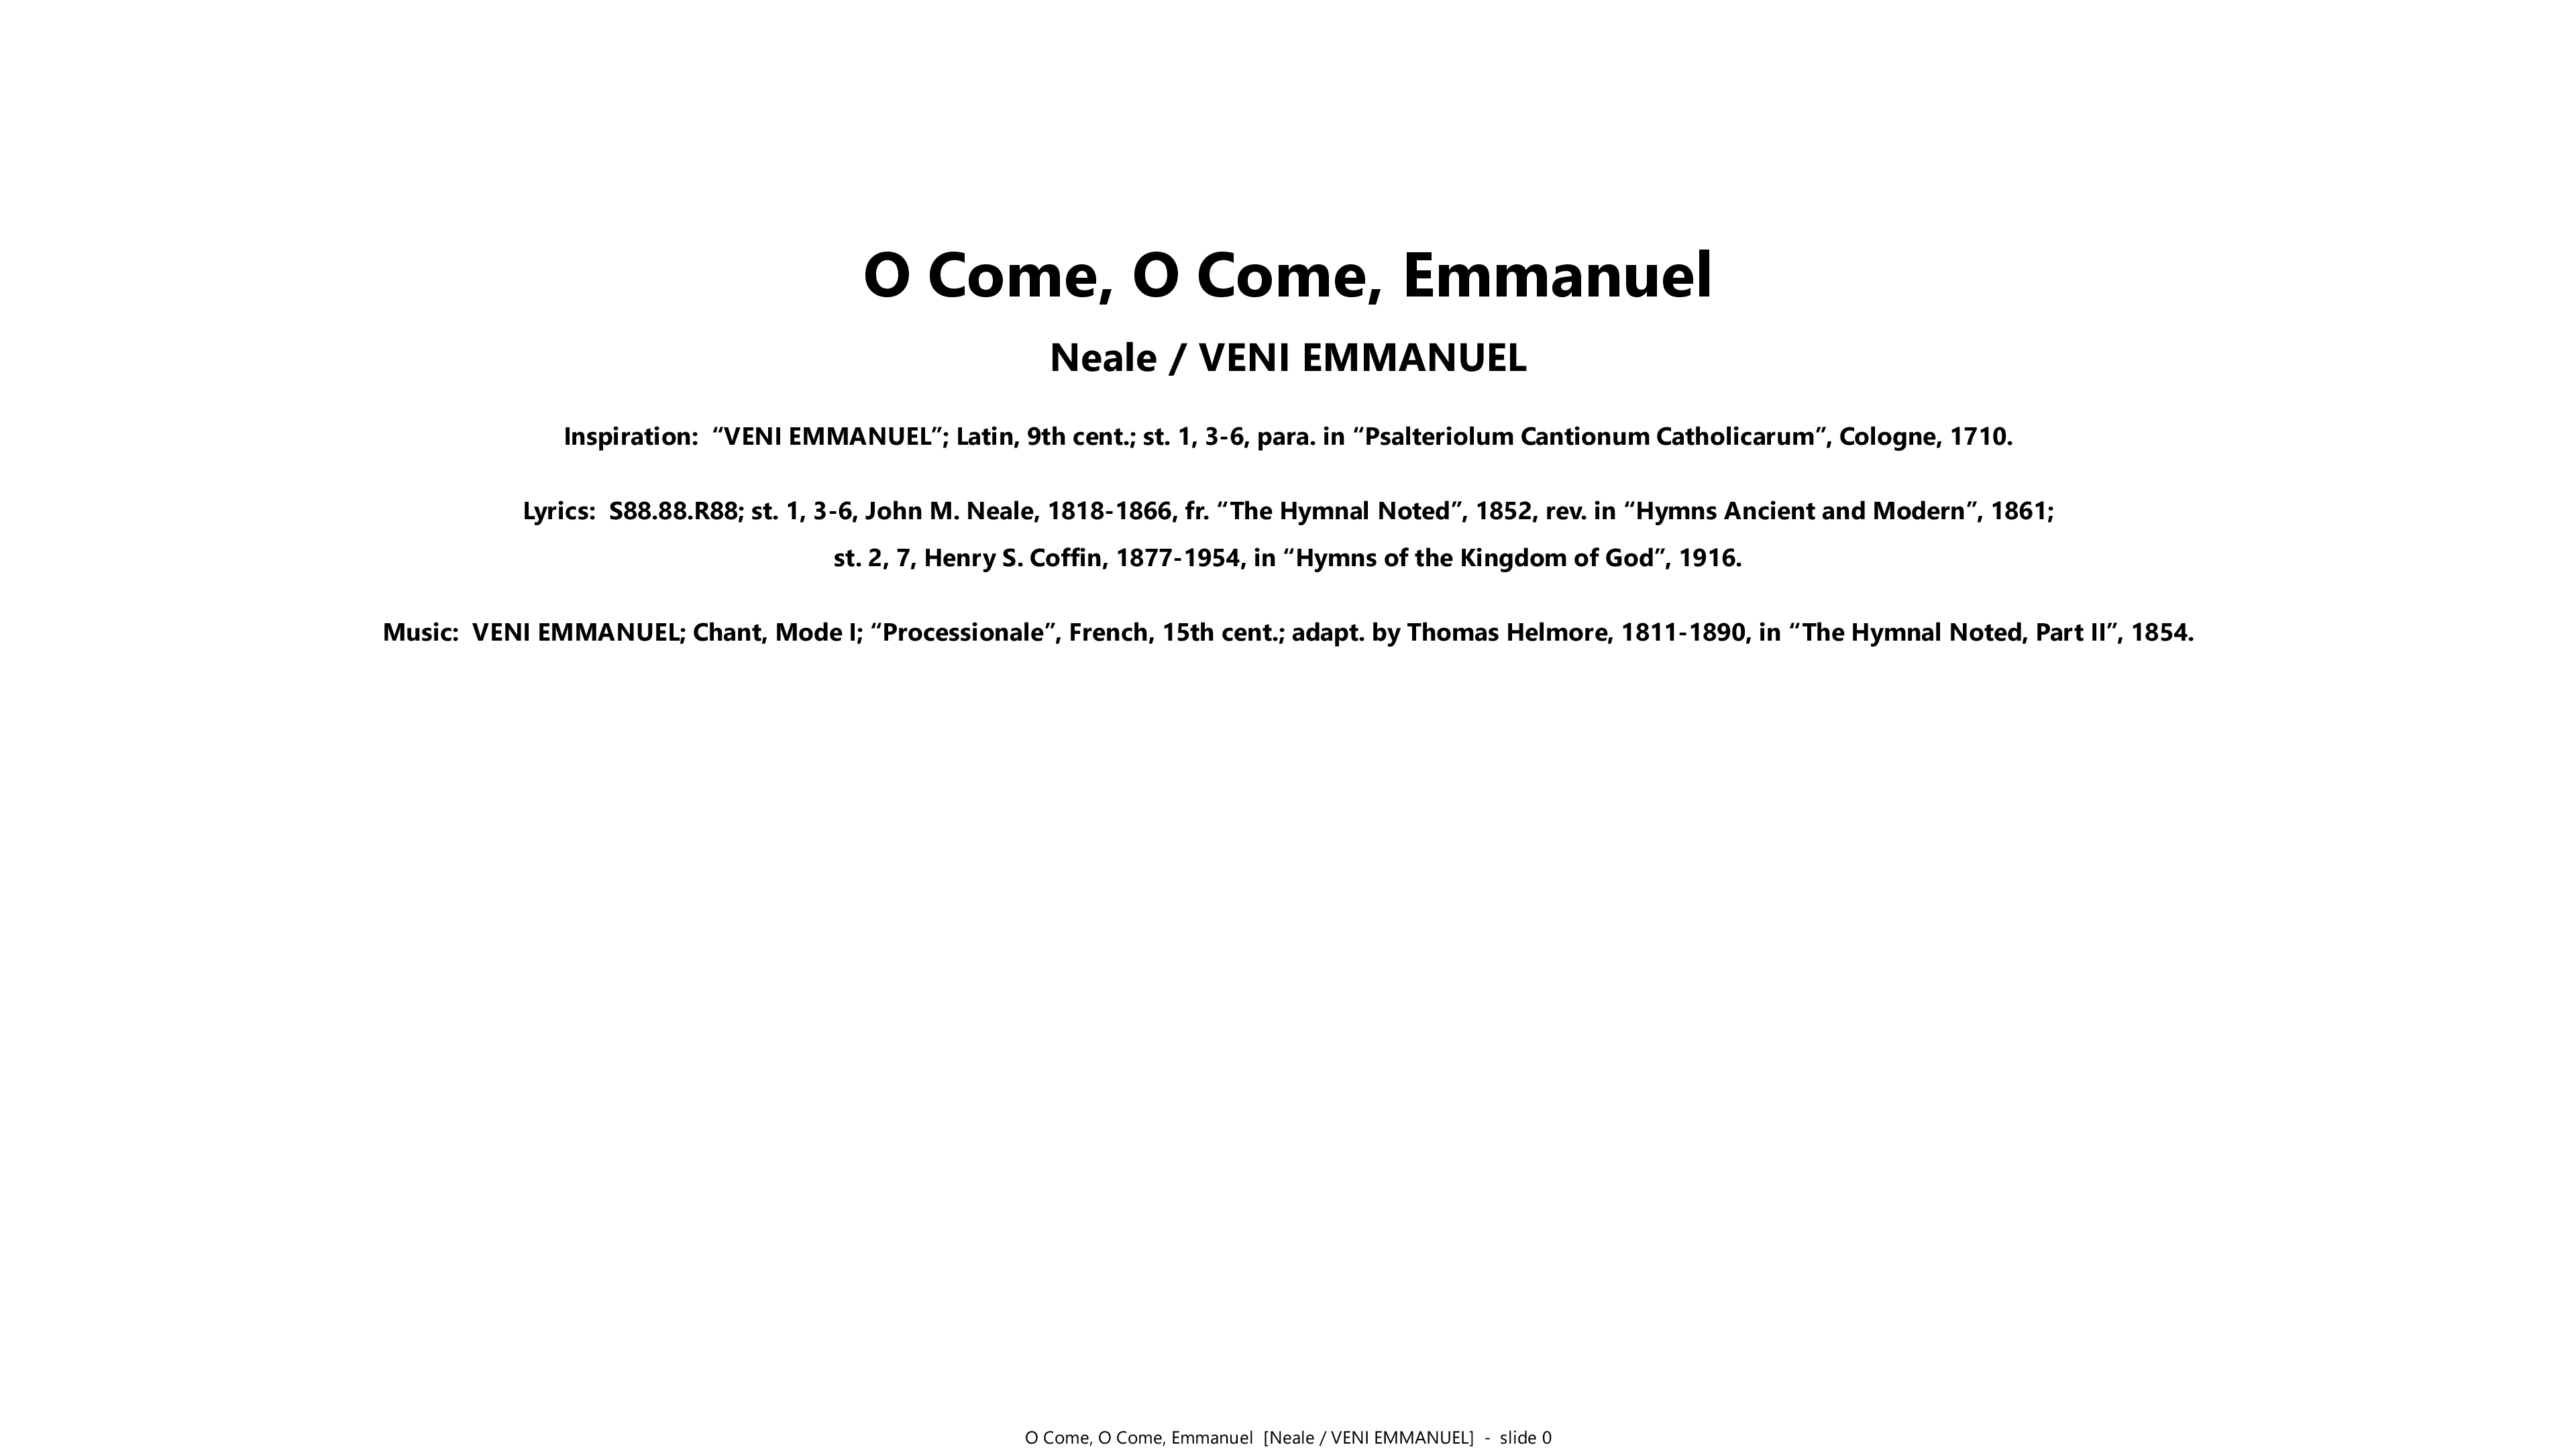 O Come, O Come, Emmanuel
Neale / VENI EMMANUEL
Inspiration:  “VENI EMMANUEL”; Latin, 9th cent.; st. 1, 3-6, para. in “Psalteriolum Cantionum Catholicarum”, Cologne, 1710.
Lyrics:  S88.88.R88; st. 1, 3-6, John M. Neale, 1818-1866, fr. “The Hymnal Noted”, 1852, rev. in “Hymns Ancient and Modern”, 1861;
st. 2, 7, Henry S. Coffin, 1877-1954, in “Hymns of the Kingdom of God”, 1916.
Music:  VENI EMMANUEL; Chant, Mode I; “Processionale”, French, 15th cent.; adapt. by Thomas Helmore, 1811-1890, in “The Hymnal Noted, Part II”, 1854.
O Come, O Come, Emmanuel  [Neale / VENI EMMANUEL]  -  slide 0